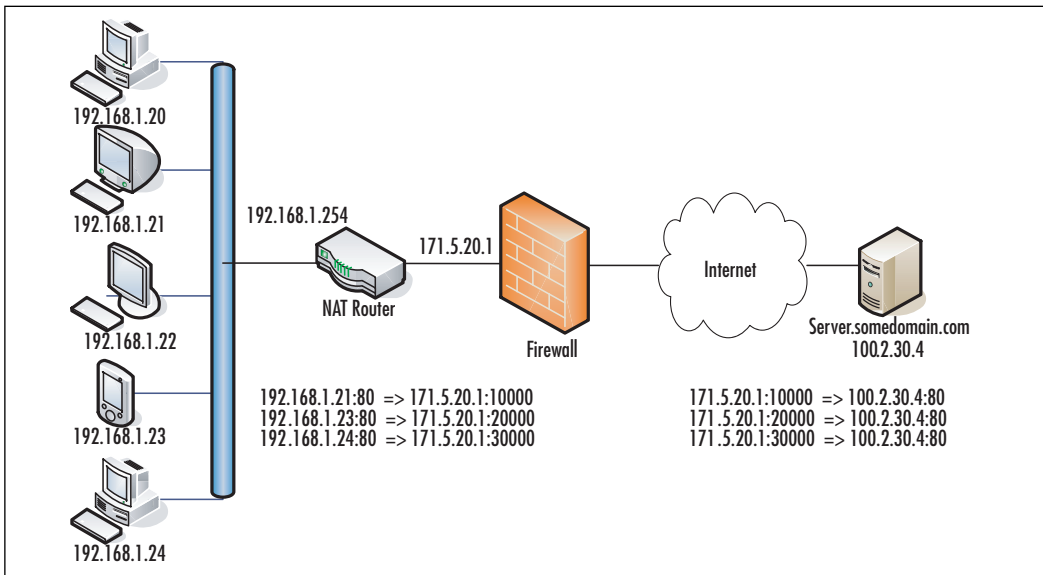 192.168.1.20
192.168.1.21
192.168.1.22
192.168.1.23
192.168.1.24
192.168.1.254
NAT Router
171.5.20.1
Firewall
Internet
Server.somedomain.com
100.2.30.4
192.168.1.21:80 => 171.5.20.1:10000
192.168.1.23:80 => 171.5.20.1:20000
192.168.1.24:80 => 171.5.20.1:30000
171.5.20.1:10000 => 100.2.30.4:80
171.5.20.1:20000 => 100.2.30.4:80
171.5.20.1:30000 => 100.2.30.4:80